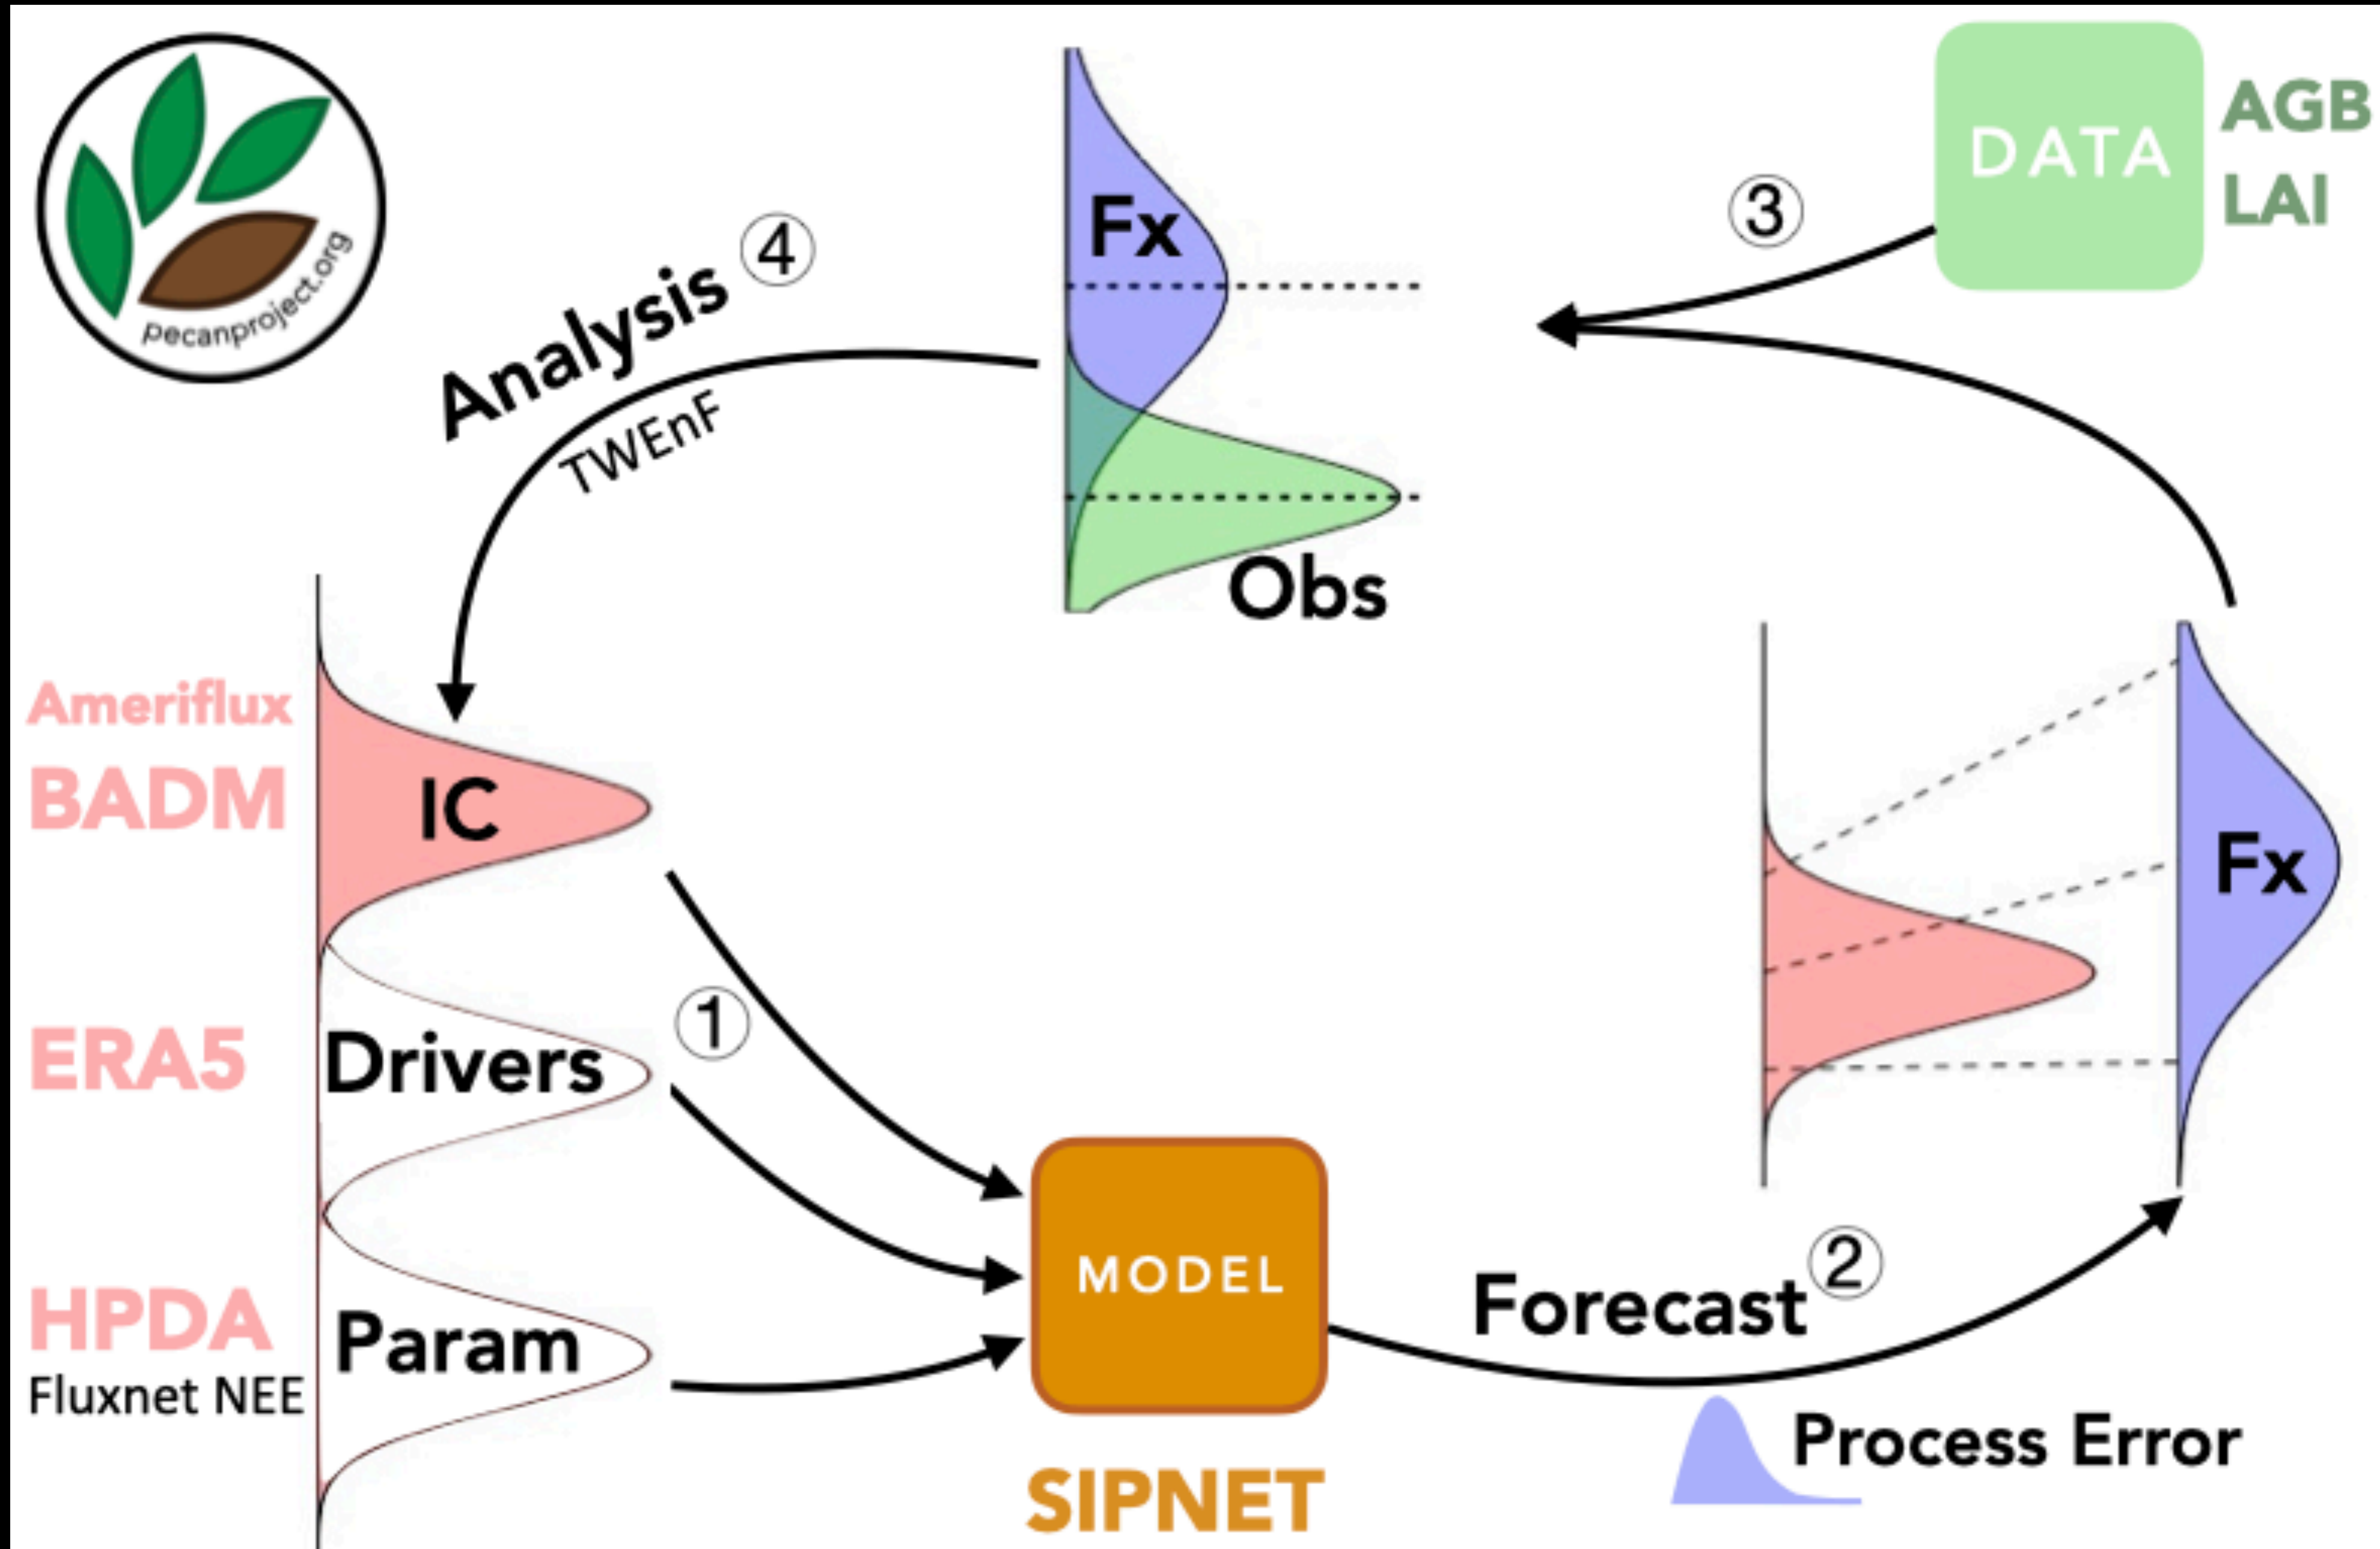 pecanproject.org
Analysis ④
TWEnF
Fx
Obs
③
DATA
AGB
LAI
Ameriflux
BADM
IC
ERA5
Drivers
①
HPDA
Fluxnet NEE
Param
MODEL
SIPNET
Forecast ②
Process Error
Fx